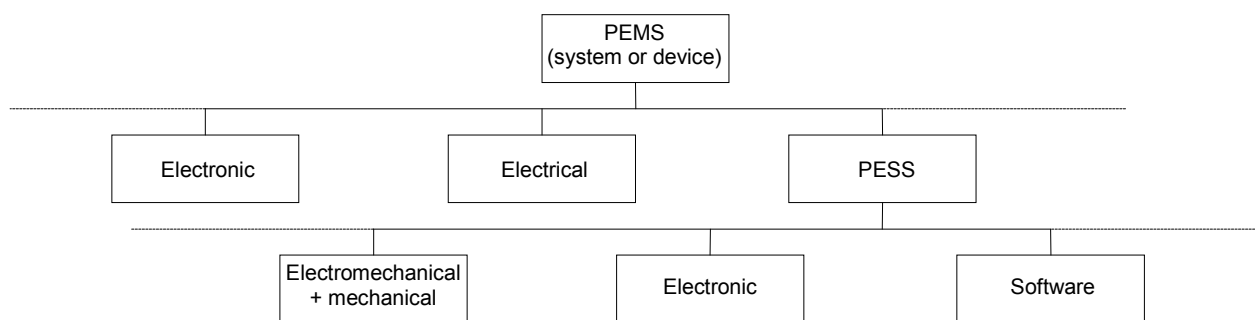 PEMS
(system or device)
Electronic
Electrical
PESS
Electromechanical
+ mechanical
Electronic
Software